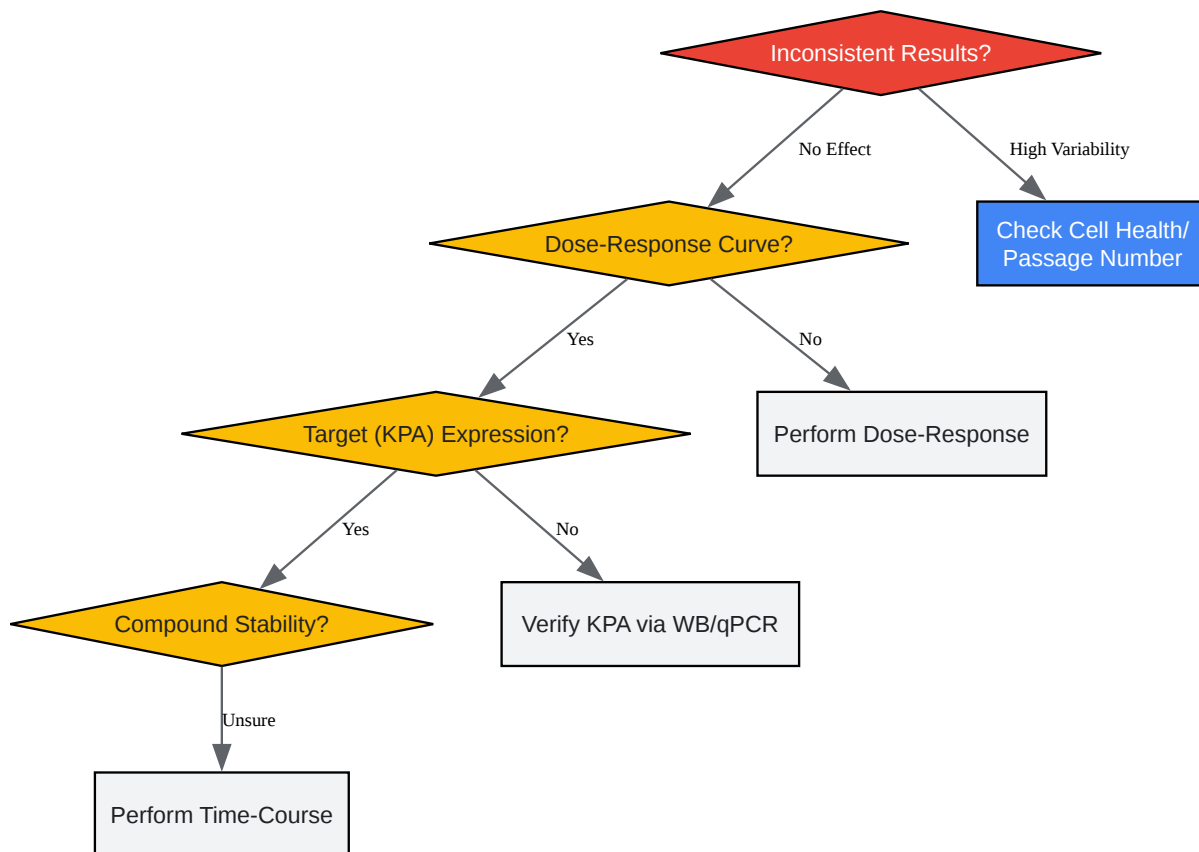 Inconsistent Results?
No Effect
High Variability
Dose-Response Curve?
Check Cell Health/
Passage Number
Yes
No
Target (KPA) Expression?
Perform Dose-Response
Yes
No
Compound Stability?
Verify KPA via WB/qPCR
Unsure
Perform Time-Course